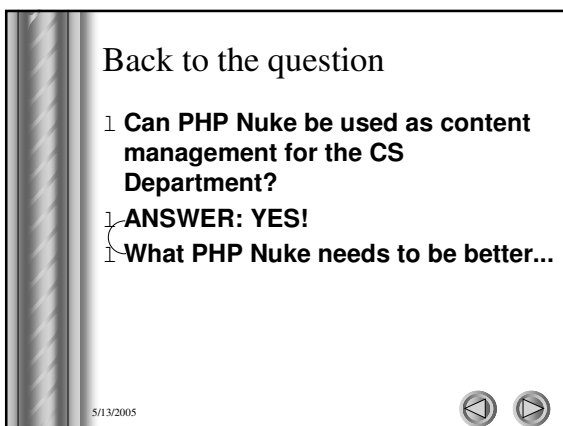 Back to the question
l Can PHP Nuke be used as content
management for the CS
Department?
l ANSWER: YES!
l What PHP Nuke needs to be better...
5/13/2005